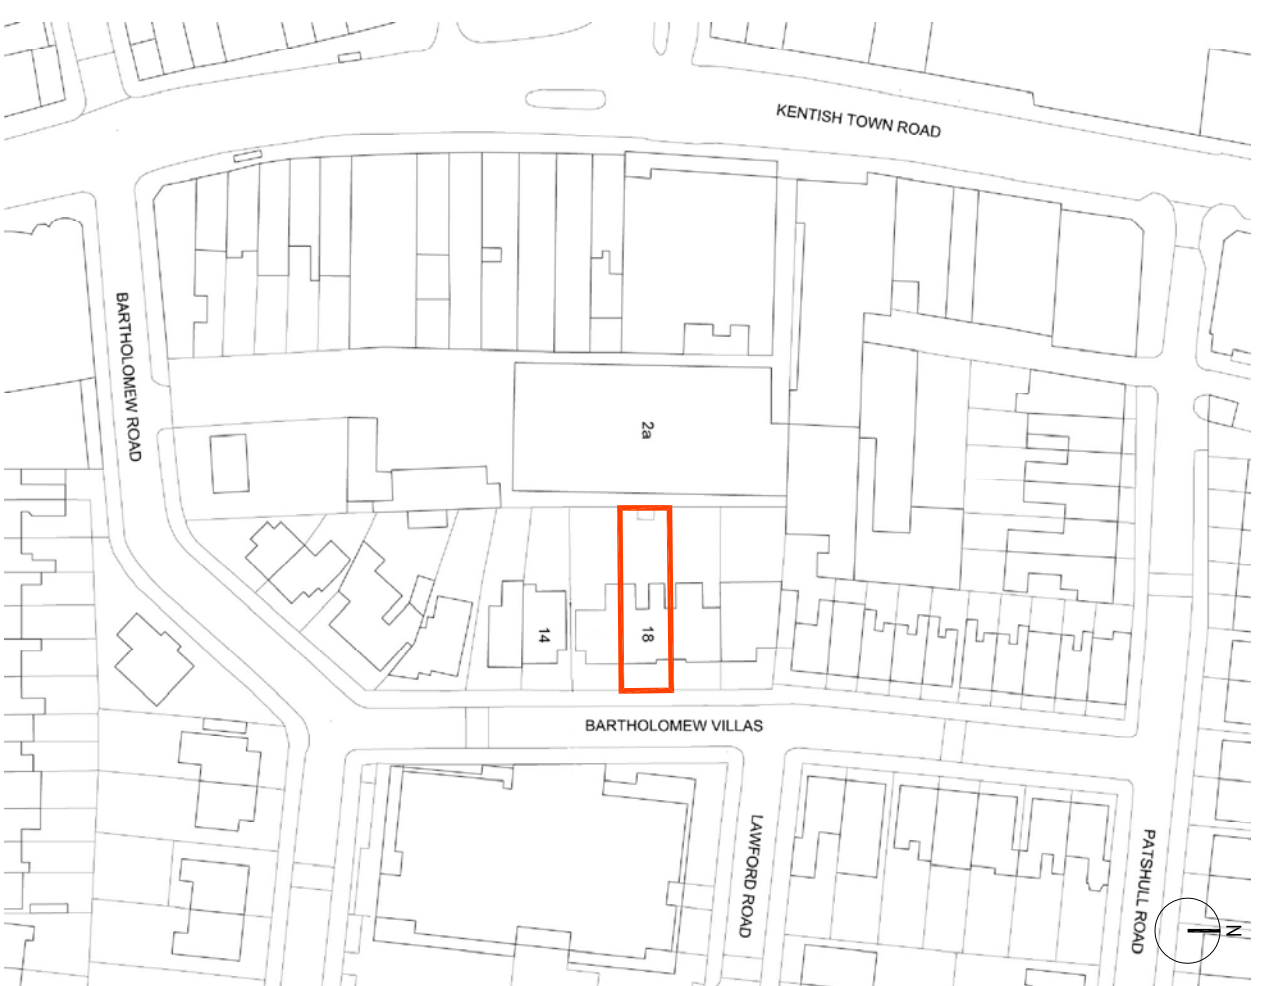 KENTISH TOWN ROAD
BARTHOLOMEW ROAD
2a
14
18
BARTHOLOMEW VILLAS
LAWFORD ROAD
PATSHULL ROAD
N